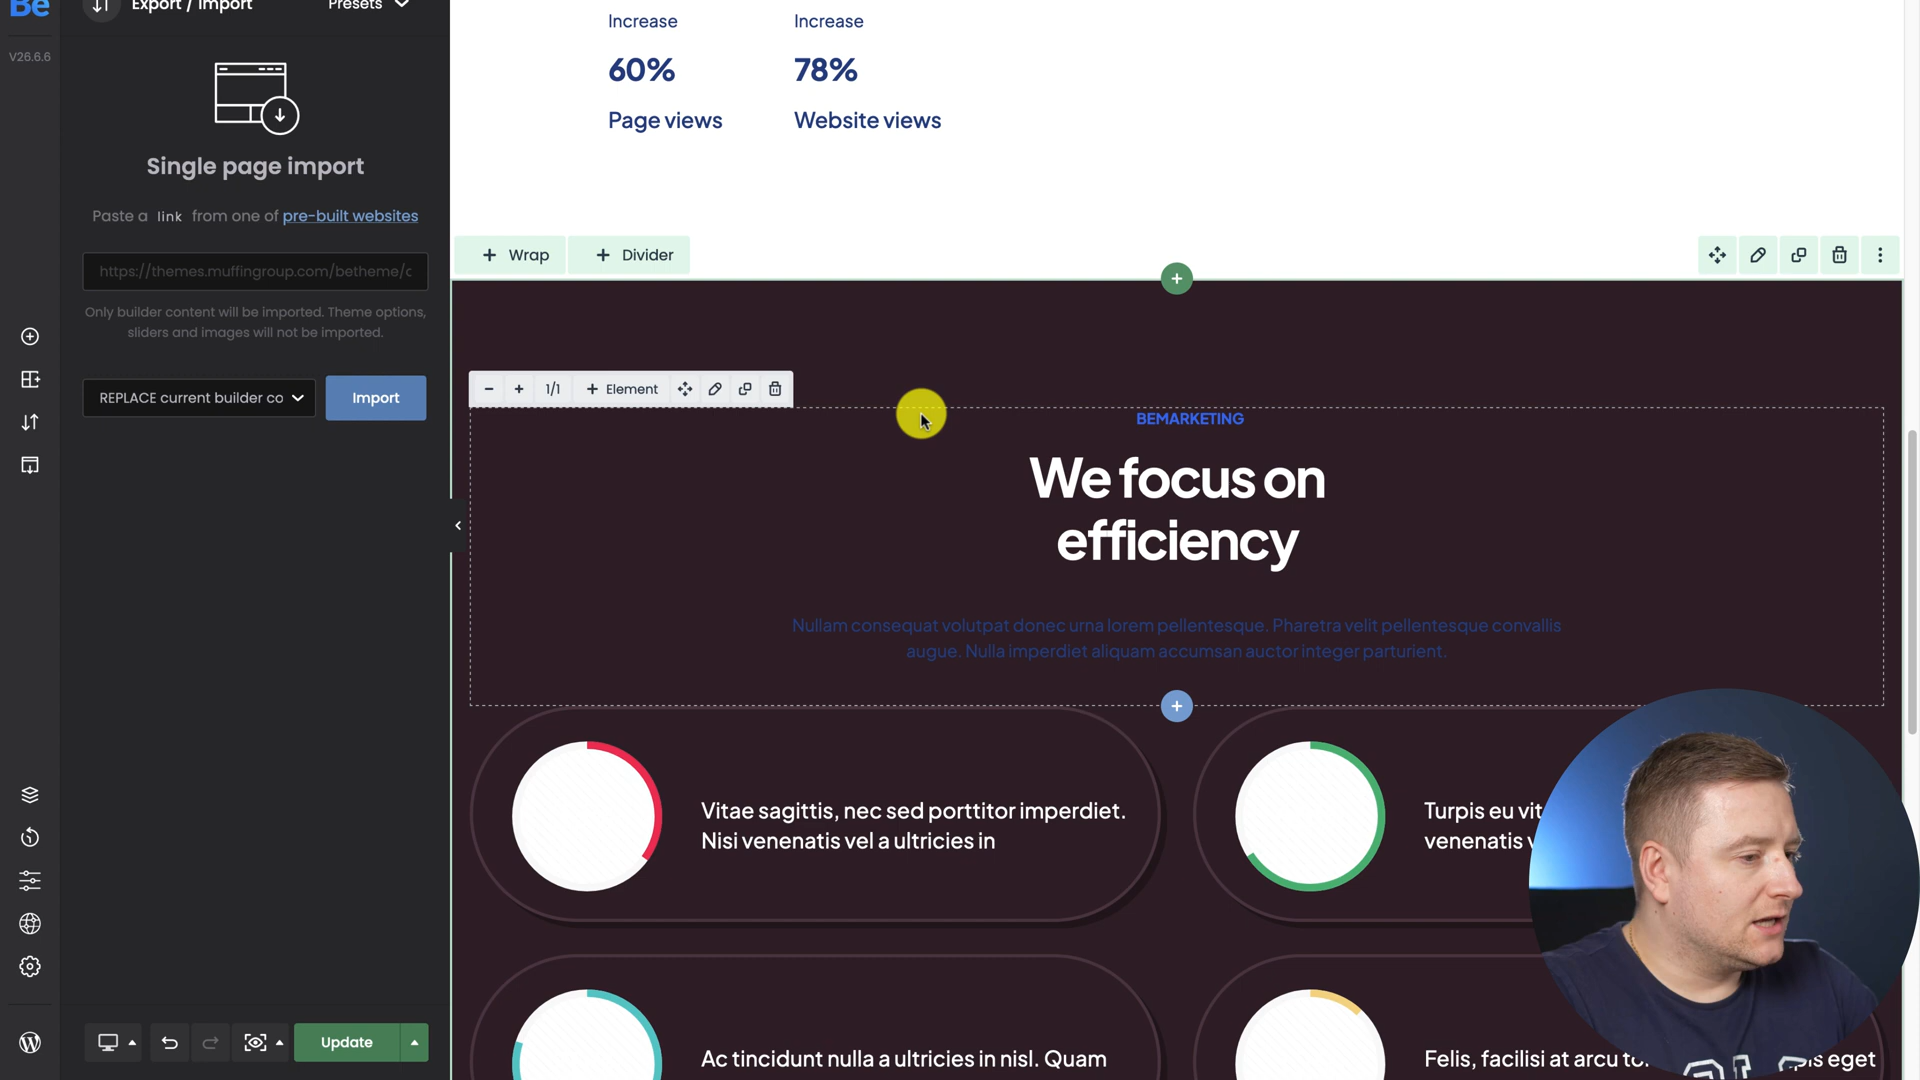 Be
Export / Import
Presets
V26.6.6
Single page import
Paste a link from one of pre-built websites
https://themes.muffingroup.com/betheme/c
Only builder content will be imported. Theme options,
sliders and images will not be imported.
REPLACE current builder co
Import
Update
Increase
Increase
60%
78%
Page views
Website views
+ Wrap
+ Divider
1/1
+ Element
BEMARKETING
We focus on
efficiency
Nullam consequat volutpat donec urna lorem pellentesque. Pharetra velit pellentesque convallis
augue. Nulla imperdiet aliquam accumsan auctor integer parturient.
Vitae sagittis, nec sed porttitor imperdiet.
Nisi venenatis vel a ultricies in
Turpis eu vit
venenatis v
Ac tincidunt nulla a ultricies in nisl. Quam
Felis, facilisi at arcu to
eget